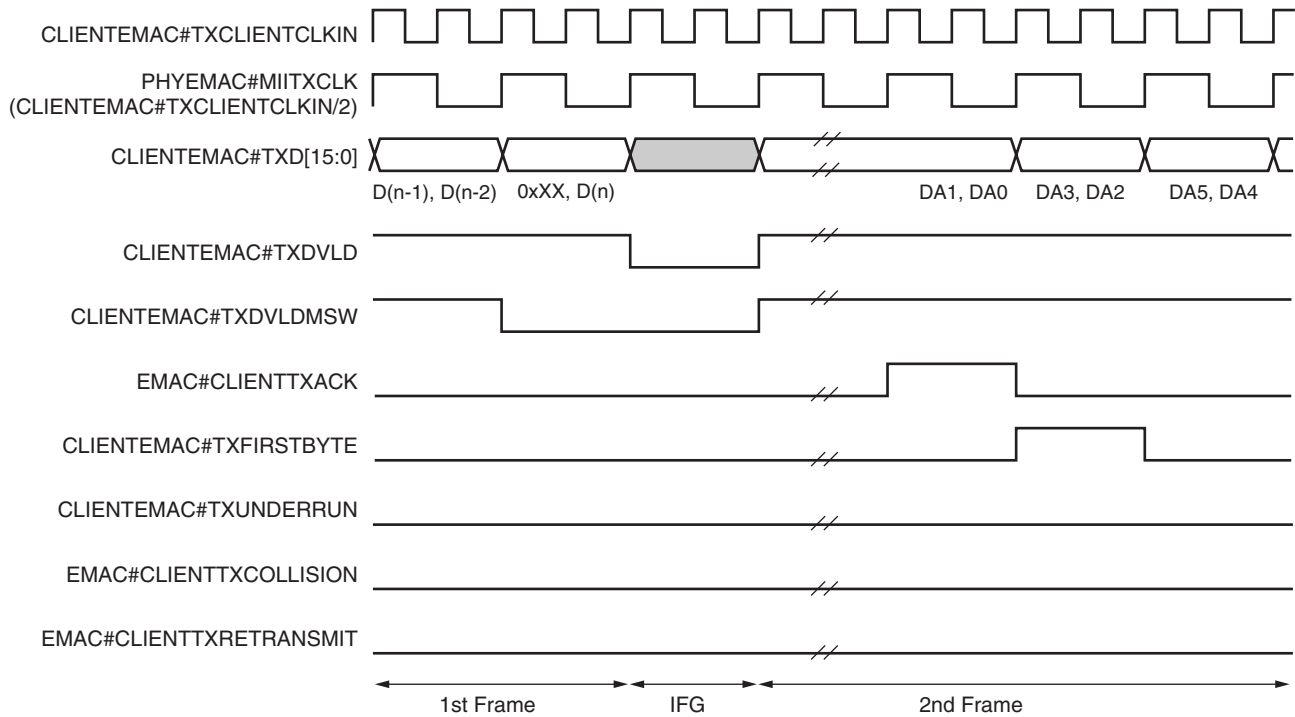 CLIENTEMAC#TXCLIENTCLKIN
PHYEMAC#MIITXCLK
(CLIENTEMAC#TXCLIENTCLKIN/2)
CLIENTEMAC#TXD[15:0]
D(n-1), D(n-2) 0xXX, D(n) DA1, DA0 DA3, DA2 DA5, DA4
CLIENTEMAC#TXDVLD
CLIENTEMAC#TXDVLDMSW
EMAC#CLIENTTXACK
CLIENTEMAC#TXFIRSTBYTE
CLIENTEMAC#TXUNDERRUN
EMAC#CLIENTTXCOLLISION
EMAC#CLIENTTXRETRANSMIT
1st Frame IFG 2nd Frame